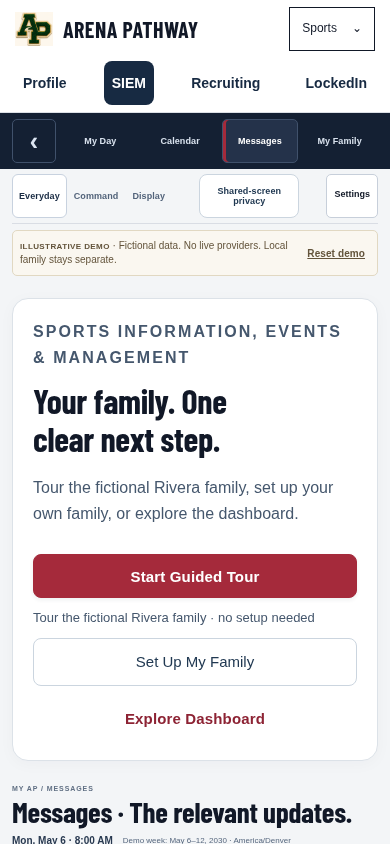 AP
ARENA PATHWAY
Sports
Profile
SIEM
Recruiting
LockedIn
‹
My Day
Calendar
Messages
My Family
Everyday
Command
Display
Shared-screen
privacy
Settings
ILLUSTRATIVE DEMO · Fictional data. No live providers. Local
family stays separate.
Reset demo
SPORTS INFORMATION, EVENTS
& MANAGEMENT
Your family. One
clear next step.
Tour the fictional Rivera family, set up your
own family, or explore the dashboard.
Start Guided Tour
Tour the fictional Rivera family · no setup needed
Set Up My Family
Explore Dashboard
MY AP / MESSAGES
Messages · The relevant updates.
Mon, May 6 · 8:00 AM
Demo week: May 6–12, 2030 · America/Denver